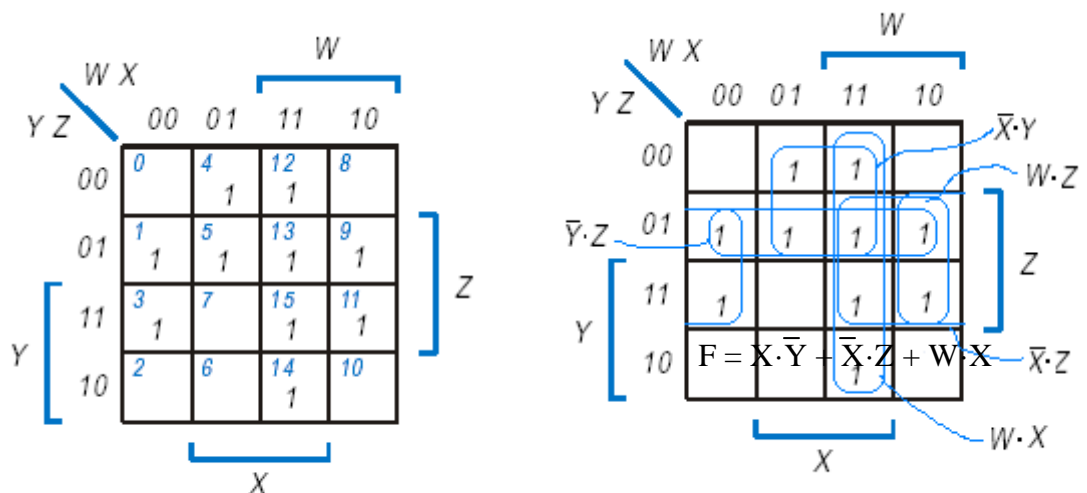 W
W X
Y Z
00 01 11 10
00 0 4 1 12 1 8
01 1 1 5 1 13 1 9 1
Z
11 3 1 7 15 1 11 1
Y
10 2 6 14 1 10
X
W
W X
Y Z
00 01 11 10
X̅·Y
00 1 1
W·Z
01 1 1 1 1
Y̅·Z
Z
11 1 1 1
Y
10 F = X·Y̅ + X̅·Z + W·X
1
X̅·Z
W·X
X